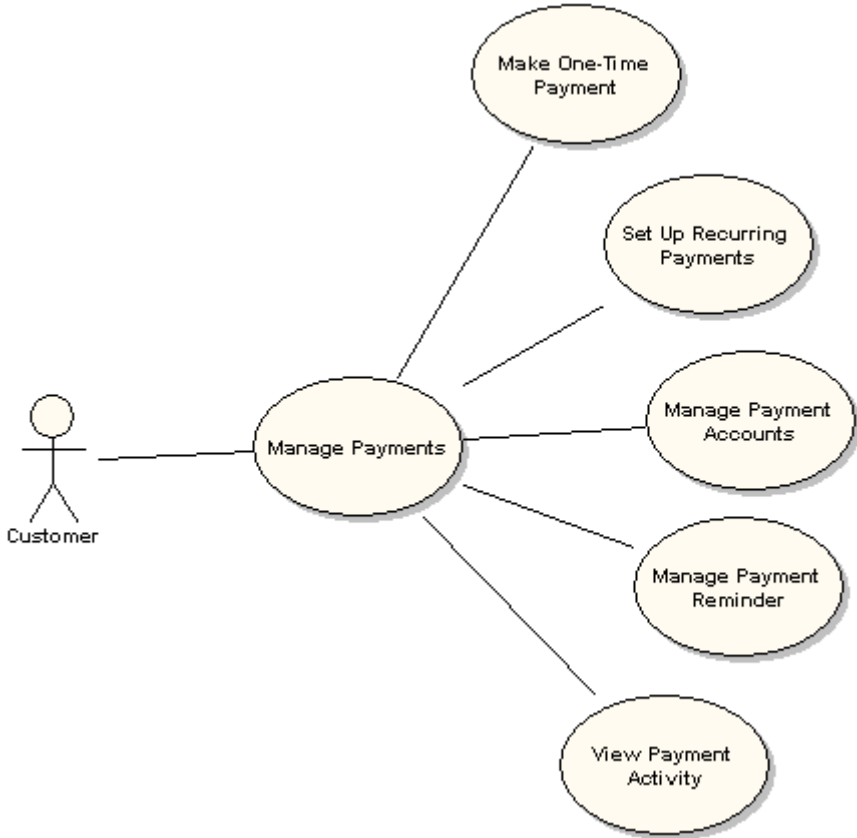 Make One-Time
Payment
Set Up Recurring
Payments
Manage Payment
Accounts
Manage Payments
Customer
Manage Payment
Reminder
View Payment
Activity